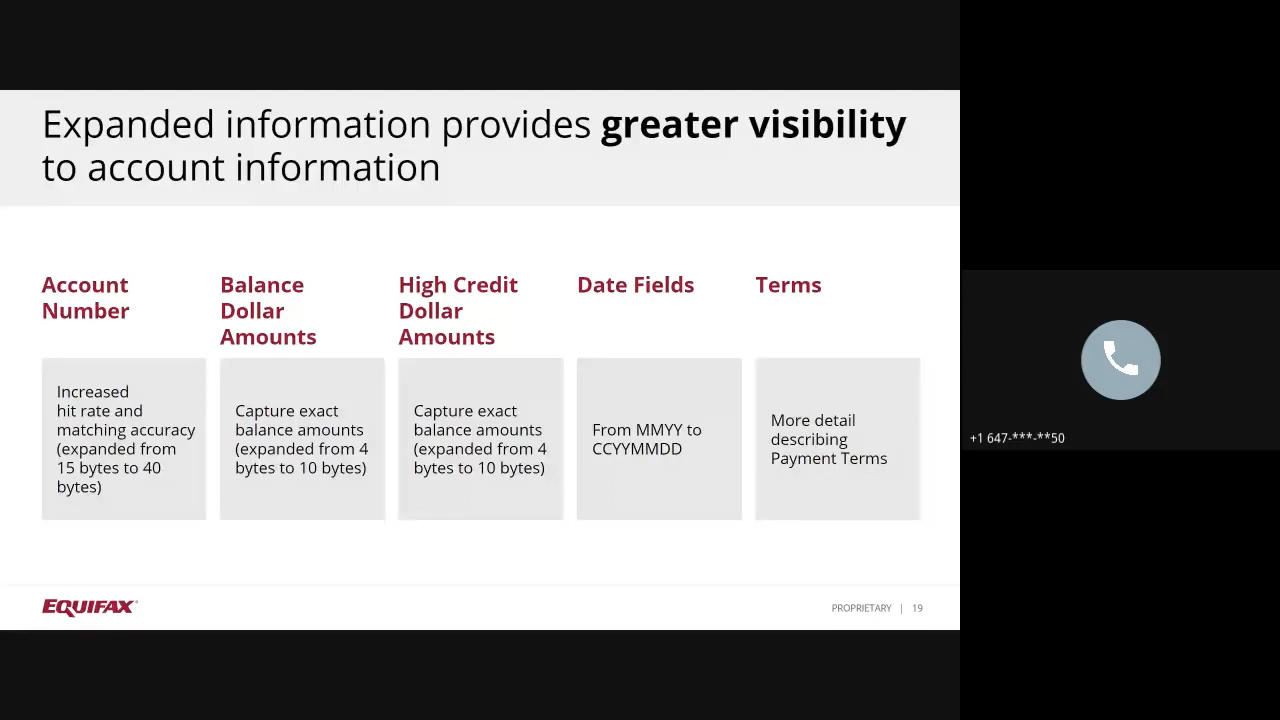 Expanded information provides greater visibility
to account information
Account
Number
Increased
hit rate and
matching accuracy
(expanded from
15 bytes to 40
bytes)
Balance
Dollar
Amounts
Capture exact
balance amounts
(expanded from 4
bytes to 10 bytes)
High Credit
Dollar
Amounts
Capture exact
balance amounts
(expanded from 4
bytes to 10 bytes)
Date Fields
From MMYY to
CCYYMMDD
Terms
More detail
describing
Payment Terms
EQUIFAX®
PROPRIETARY | 19
+1 647-***-**50